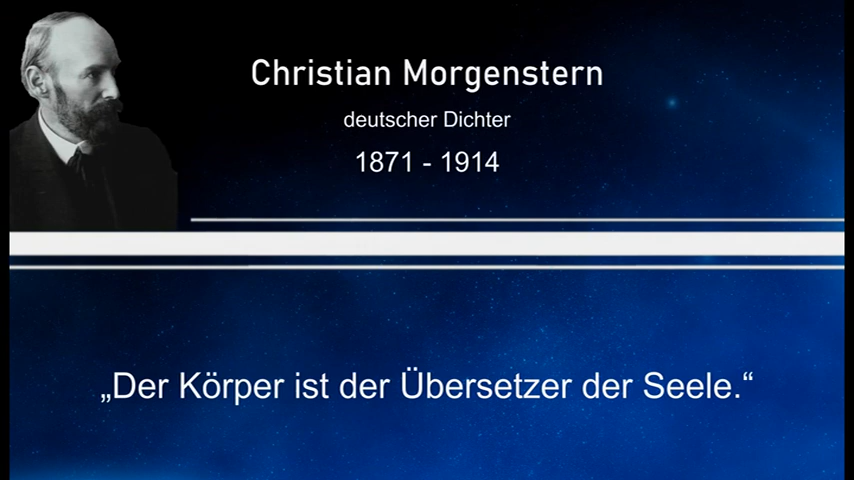 Christian Morgenstern
deutscher Dichter
1871 - 1914
„Der Körper ist der Übersetzer der Seele.“